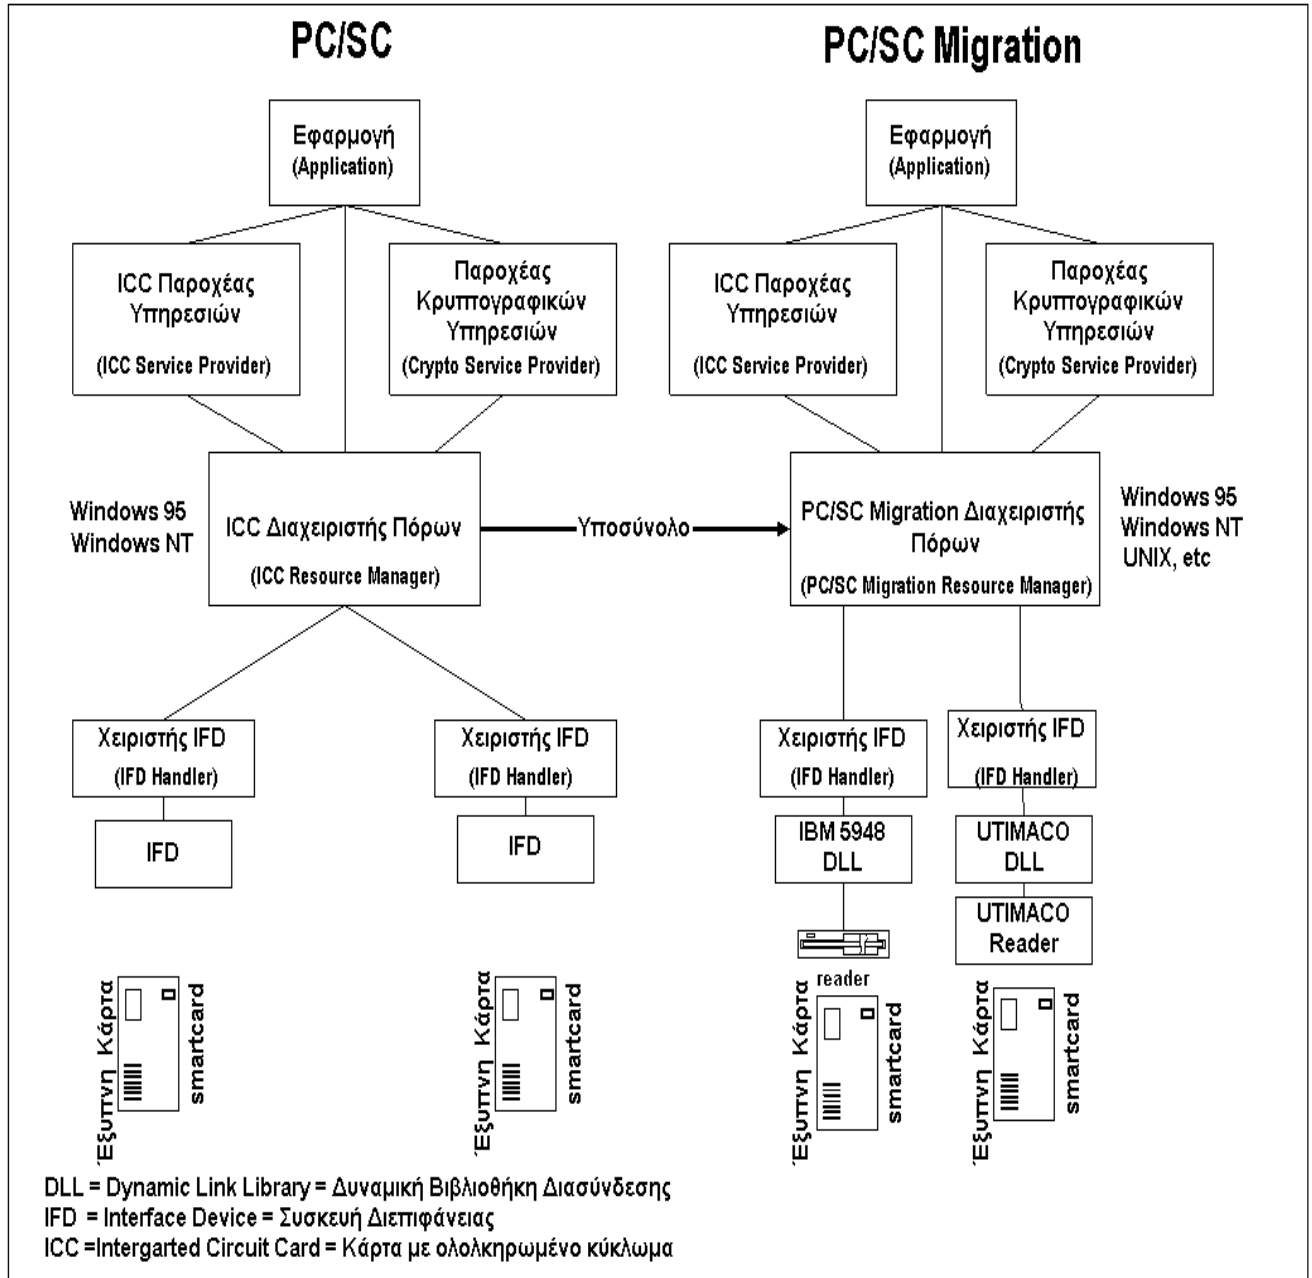 PC/SC
PC/SC Migration
Εφαρμογή
(Application)
Εφαρμογή
(Application)
ICC Παροχέας
Υπηρεσιών
(ICC Service Provider)
Παροχέας
Κρυπτογραφικών
Υπηρεσιών
(Crypto Service Provider)
ICC Παροχέας
Υπηρεσιών
(ICC Service Provider)
Παροχέας
Κρυπτογραφικών
Υπηρεσιών
(Crypto Service Provider)
Windows 95
Windows NT
ICC Διαχειριστής Πόρων
(ICC Resource Manager)
Υποσύνολο
PC/SC Migration Διαχειριστής
Πόρων
(PC/SC Migration Resource Manager)
Windows 95
Windows NT
UNIX, etc
Χειριστής IFD
(IFD Handler)
Χειριστής IFD
(IFD Handler)
Χειριστής IFD
(IFD Handler)
Χειριστής IFD
(IFD Handler)
IFD
IFD
IBM 5948
DLL
UTIMACO
DLL
UTIMACO
Reader
reader
Έξυπνη Κάρτα
smartcard
Έξυπνη Κάρτα
smartcard
Έξυπνη Κάρτα
smartcard
Έξυπνη Κάρτα
smartcard
DLL = Dynamic Link Library = Δυναμική Βιβλιοθήκη Διασύνδεσης
IFD = Interface Device = Συσκευή Διεπιφάνειας
ICC =Intergarted Circuit Card = Κάρτα με ολολκηρωμένο κύκλωμα